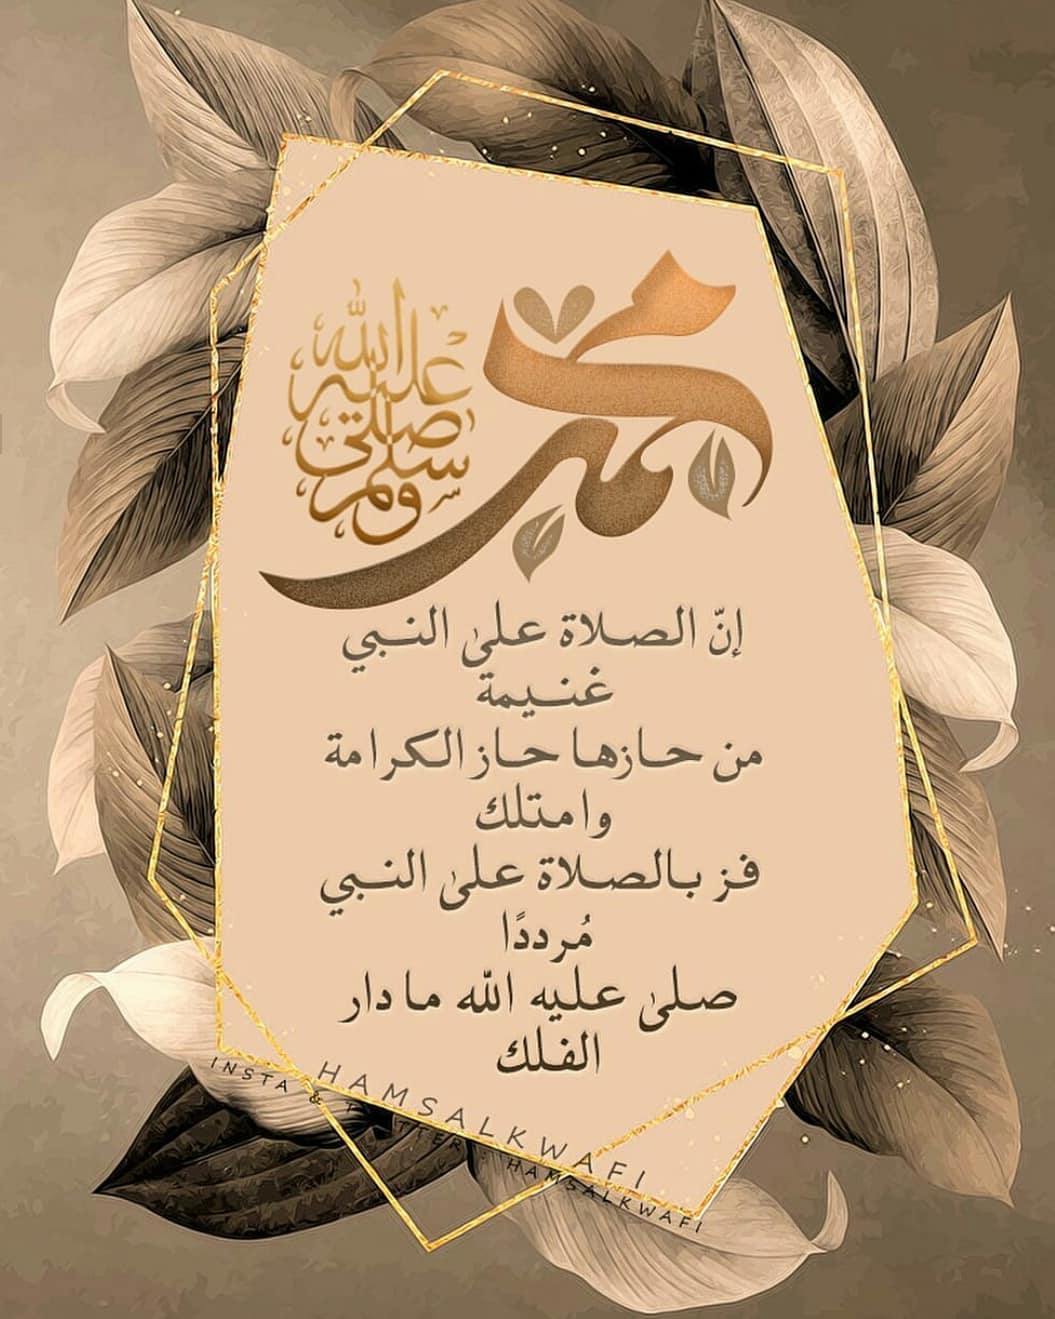 محمد
صلى الله عليه وسلم
إنّ الصلاة على النبي
غنيمة
من حازها حاز الكرامة
وامتلك
فز بالصلاة على النبي
مُرددًا
صلى عليه الله ما دار
الفلك
HAMSALKWAFI
INSTA & TWITTER : HAMSALKWAFI